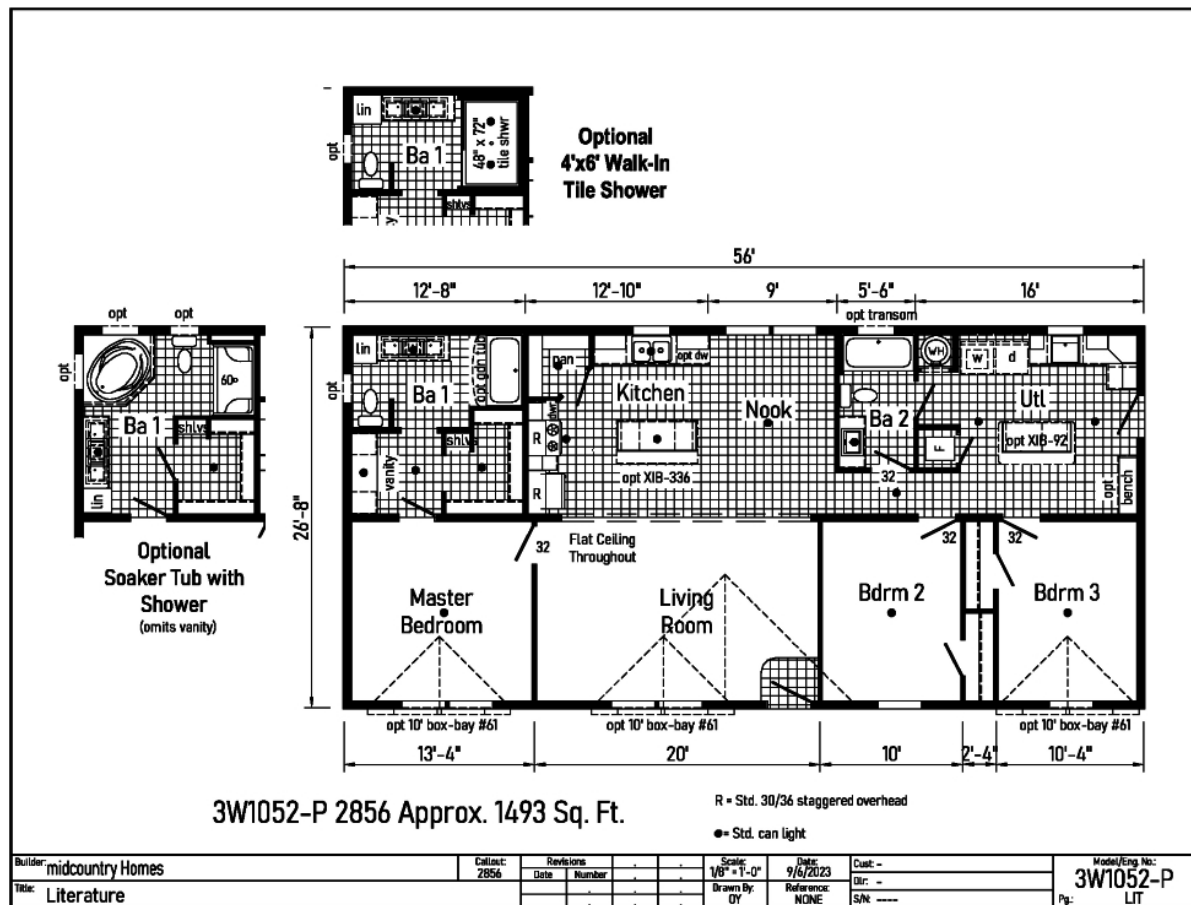 lin
opt
Ba 1
48" x 72"
tile shwr
shlvs
Optional
4'x6' Walk-In
Tile Shower
56'
12'-8"
12'-10"
9'
5'-6"
16'
opt transom
opt
opt
opt
60"
Ba 1
shlvs
lin
Optional
Soaker Tub with
Shower
(omits vanity)
26'-8"
opt
lin
opt gdn tub
Ba 1
shlvs
vanity
pan
opt dw
Kitchen
dwr
R
R
opt XIB-336
Nook
Ba 2
WH
w
d
Utl
F
opt XIB-92
opt
bench
32
32
Flat Ceiling
Throughout
32
32
Master
Bedroom
Living
Room
Bdrm 2
Bdrm 3
opt 10' box-bay #61
opt 10' box-bay #61
opt 10' box-bay #61
13'-4"
20'
10'
2'-4"
10'-4"
3W1052-P 2856 Approx. 1493 Sq. Ft.
R = Std. 30/36 staggered overhead
●= Std. can light
Builder: midcountry Homes
Callout:
2856
Revisions
Date Number
Scale:
1/8" = 1'-0"
Date:
9/6/2023
Drawn By:
DY
Reference:
NONE
Cust: -
Dlr: -
S/N: ----
Model/Eng. No.:
3W1052-P
Pg.: LIT
Title: Literature